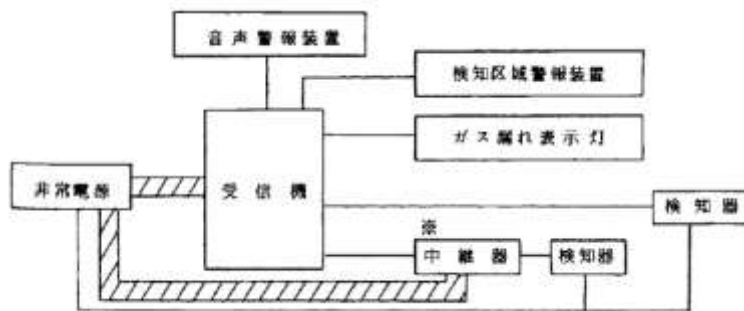 音声警報装置
検知区域警報装置
ガス漏れ表示灯
非常電源
受信機
検知器
※
中継器
検知器